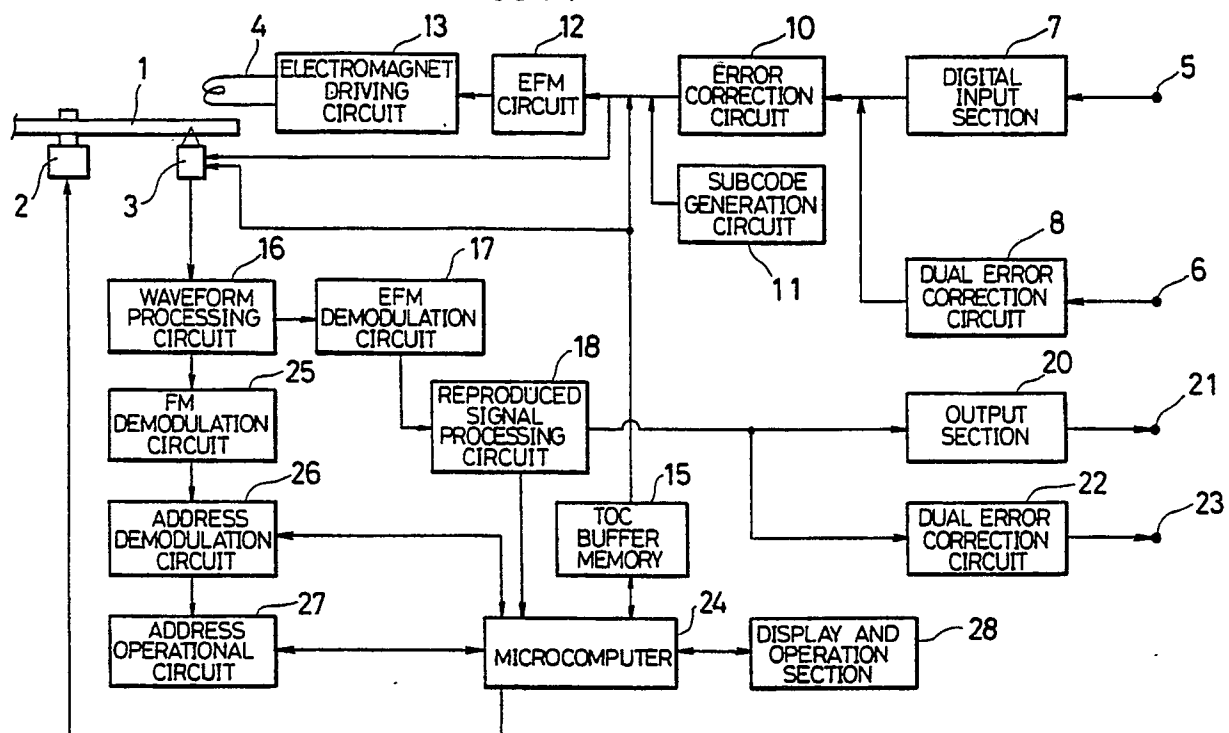 4
13
12
10
7
1
ELECTROMAGNET
DRIVING
CIRCUIT
EFM
CIRCUIT
ERROR
CORRECTION
CIRCUIT
DIGITAL
INPUT
SECTION
5
2
3
SUBCODE
GENERATION
CIRCUIT
11
8
DUAL ERROR
CORRECTION
CIRCUIT
6
16
17
WAVEFORM
PROCESSING
CIRCUIT
EFM
DEMODULATION
CIRCUIT
18
25
20
21
FM
DEMODULATION
CIRCUIT
REPRODUCED
SIGNAL
PROCESSING
CIRCUIT
OUTPUT
SECTION
26
15
22
23
ADDRESS
DEMODULATION
CIRCUIT
TOC
BUFFER
MEMORY
DUAL ERROR
CORRECTION
CIRCUIT
27
24
28
ADDRESS
OPERATIONAL
CIRCUIT
MICROCOMPUTER
DISPLAY AND
OPERATION
SECTION